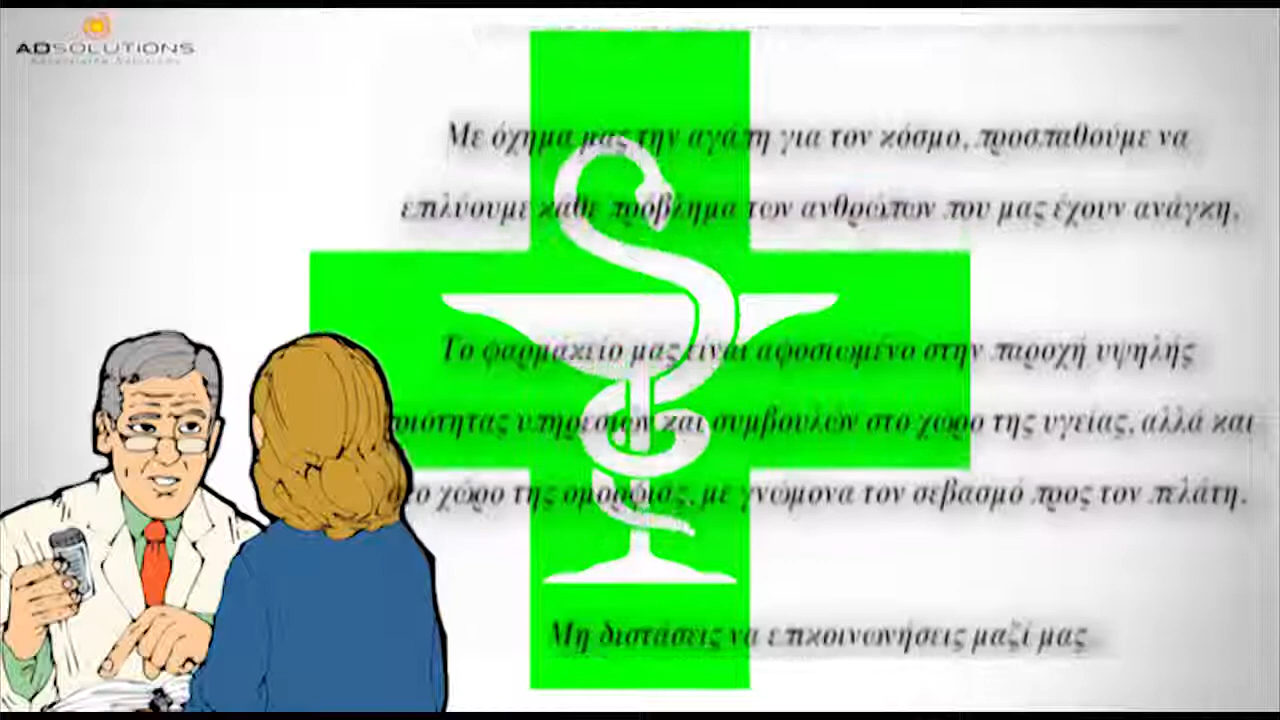 ADSOLUTIONS
Με όχημα μας την αγάπη για τον κόσμο, προσπαθούμε να
επιλύουμε κάθε πρόβλημα των ανθρώπων που μας έχουν ανάγκη.
Το φαρμακείο μας είναι αφοσιωμένο στην παροχή υψηλής
ποιότητας υπηρεσιών και συμβουλών στο χώρο της υγείας, αλλά και
στο χώρο της ομορφιάς, με γνώμονα τον σεβασμό προς τον πελάτη.
Μη διστάσεις να επικοινωνήσεις μαζί μας